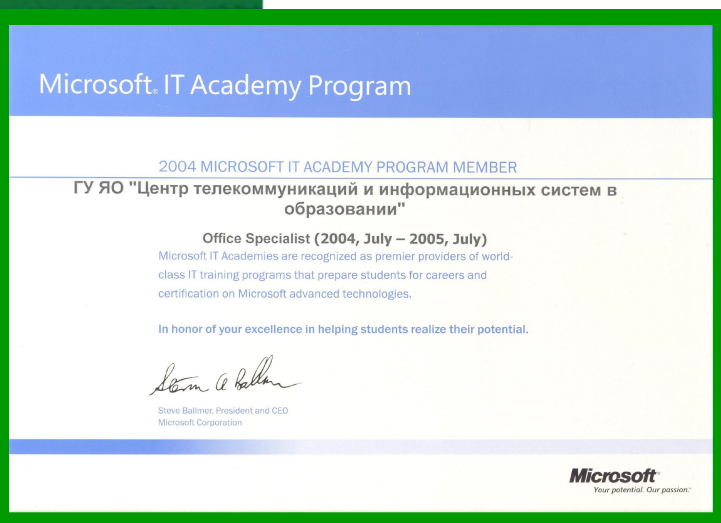 Microsoft® IT Academy Program
2004 MICROSOFT IT ACADEMY PROGRAM MEMBER
ГУ ЯО "Центр телекоммуникаций и информационных систем в
образовании"
Office Specialist (2004, July – 2005, July)
Microsoft IT Academies are recognized as premier providers of world-
class IT training programs that prepare students for careers and
certification on Microsoft advanced technologies.
In honor of your excellence in helping students realize their potential.
Steve Ballmer, President and CEO
Microsoft Corporation
Microsoft®
Your potential. Our passion.™